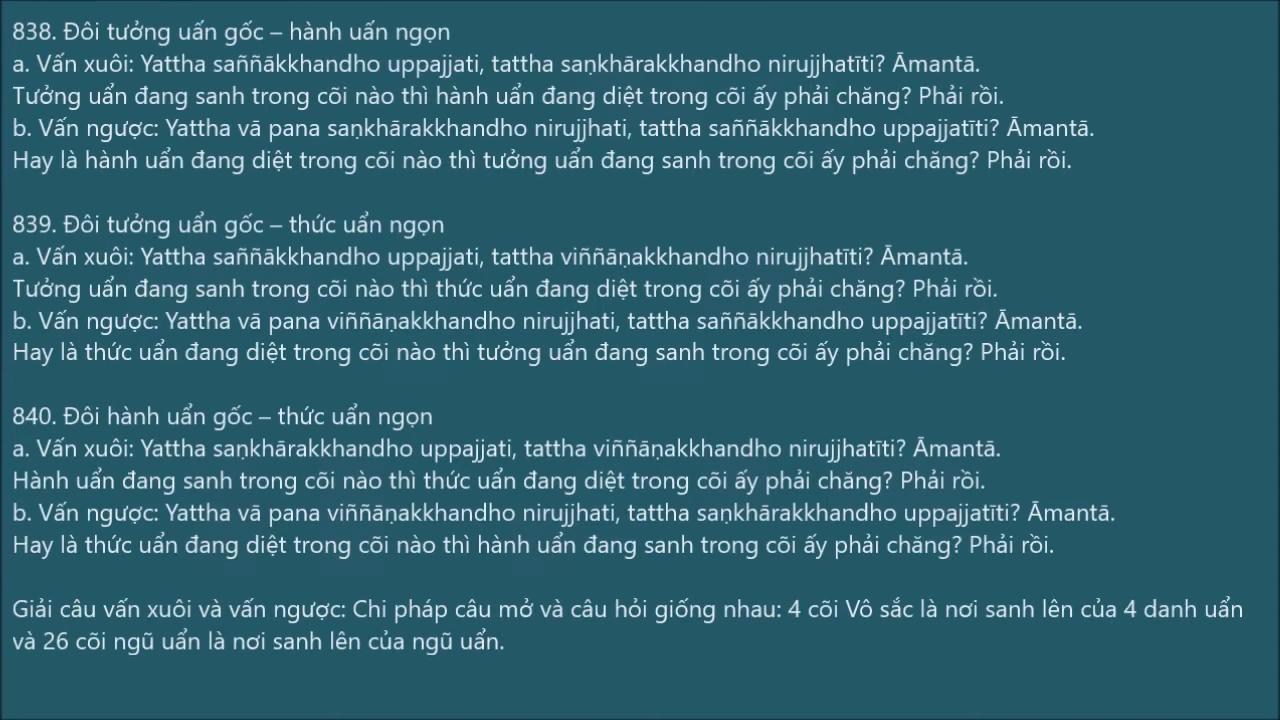 838. Đôi tưởng uẩn gốc – hành uẩn ngọn
a. Vấn xuôi: Yattha saññākkhandho uppajjati, tattha saṇkhārakkhandho nirujjhatīti? Āmantā.
Tưởng uẩn đang sanh trong cõi nào thì hành uẩn đang diệt trong cõi ấy phải chăng? Phải rồi.
b. Vấn ngược: Yattha vā pana saṇkhārakkhandho nirujjhati, tattha saññākkhandho uppajjatīti? Āmantā.
Hay là hành uẩn đang diệt trong cõi nào thì tưởng uẩn đang sanh trong cõi ấy phải chăng? Phải rồi.
839. Đôi tưởng uẩn gốc – thức uẩn ngọn
a. Vấn xuôi: Yattha saññākkhandho uppajjati, tattha viññāṇakkhandho nirujjhatīti? Āmantā.
Tưởng uẩn đang sanh trong cõi nào thì thức uẩn đang diệt trong cõi ấy phải chăng? Phải rồi.
b. Vấn ngược: Yattha vā pana viññāṇakkhandho nirujjhati, tattha saññākkhandho uppajjatīti? Āmantā.
Hay là thức uẩn đang diệt trong cõi nào thì tưởng uẩn đang sanh trong cõi ấy phải chăng? Phải rồi.
840. Đôi hành uẩn gốc – thức uẩn ngọn
a. Vấn xuôi: Yattha saṇkhārakkhandho uppajjati, tattha viññāṇakkhandho nirujjhatīti? Āmantā.
Hành uẩn đang sanh trong cõi nào thì thức uẩn đang diệt trong cõi ấy phải chăng? Phải rồi.
b. Vấn ngược: Yattha vā pana viññāṇakkhandho nirujjhati, tattha saṇkhārakkhandho uppajjatīti? Āmantā.
Hay là thức uẩn đang diệt trong cõi nào thì hành uẩn đang sanh trong cõi ấy phải chăng? Phải rồi.
Giải câu vấn xuôi và vấn ngược: Chi pháp câu mở và câu hỏi giống nhau: 4 cõi Vô sắc là nơi sanh lên của 4 danh uẩn
và 26 cõi ngũ uẩn là nơi sanh lên của ngũ uẩn.